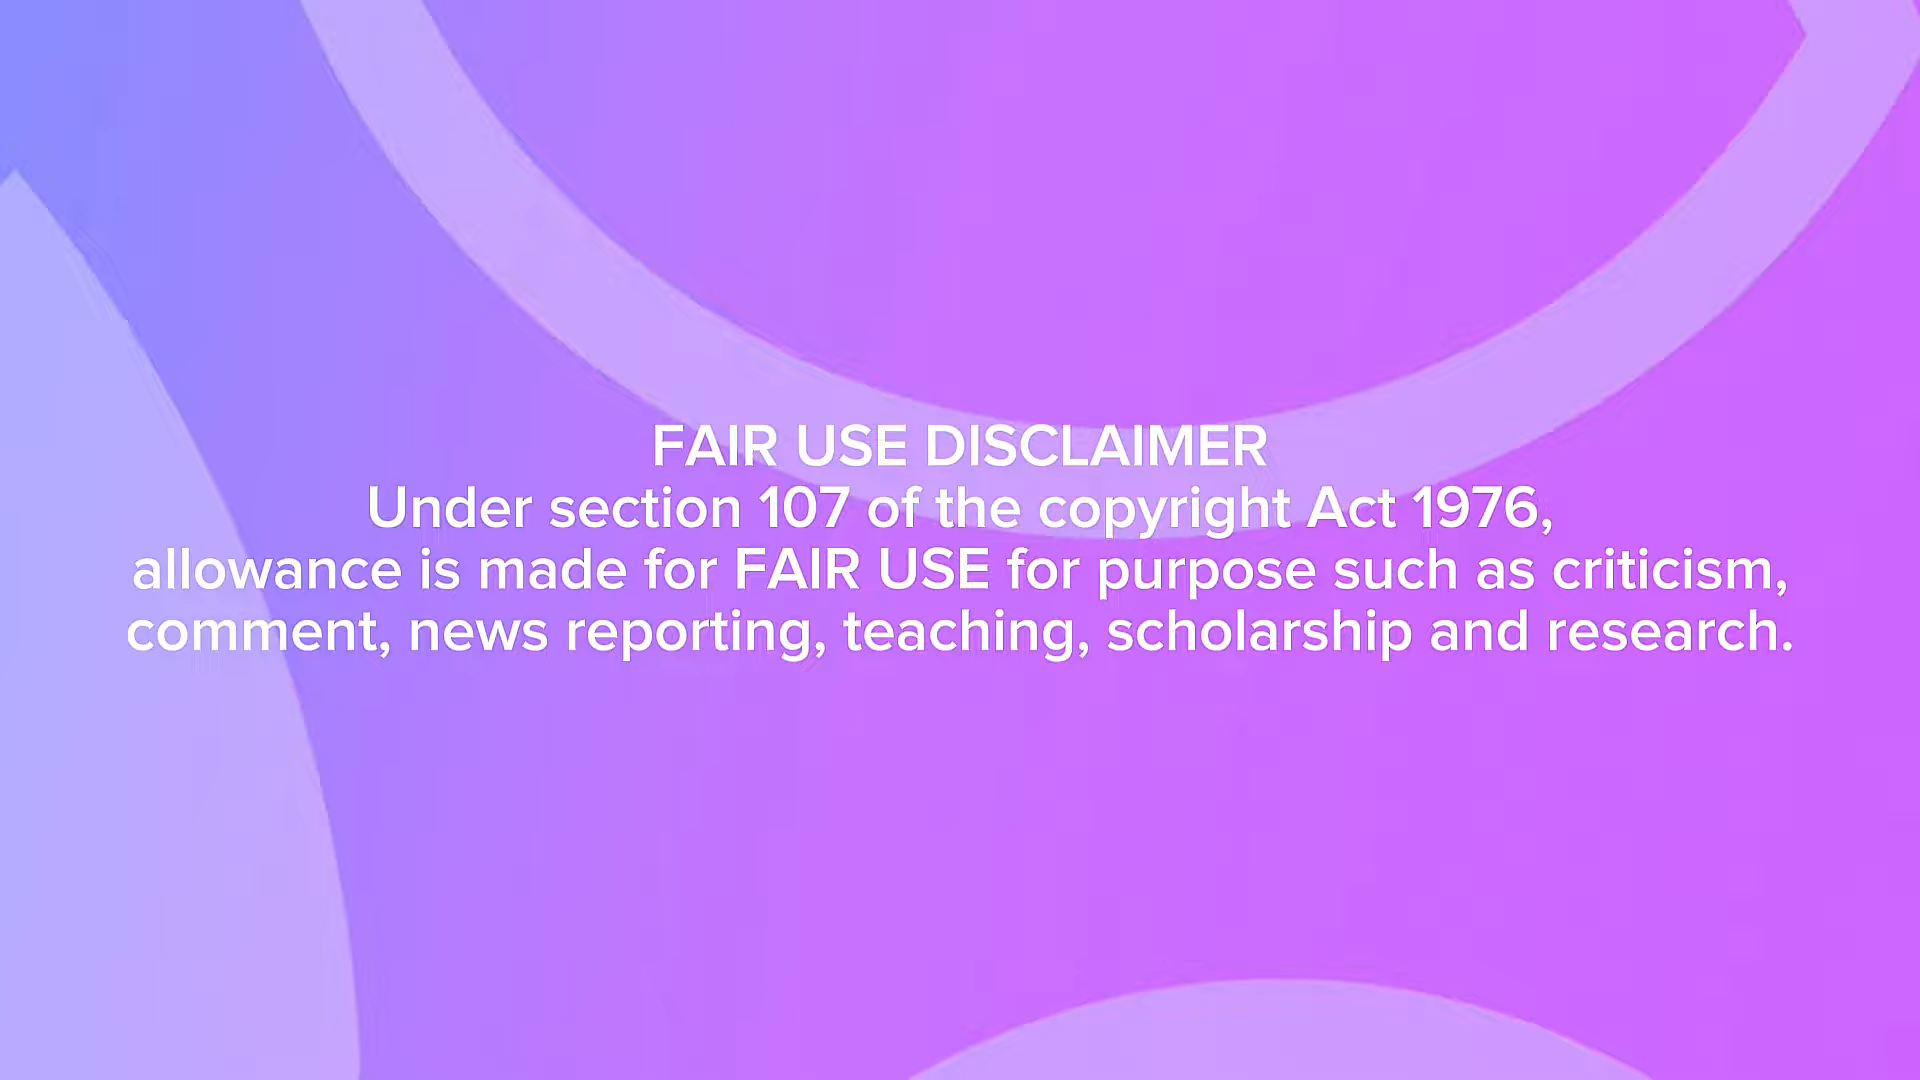 FAIR USE DISCLAIMER
Under section 107 of the copyright Act 1976,
allowance is made for FAIR USE for purpose such as criticism,
comment, news reporting, teaching, scholarship and research.